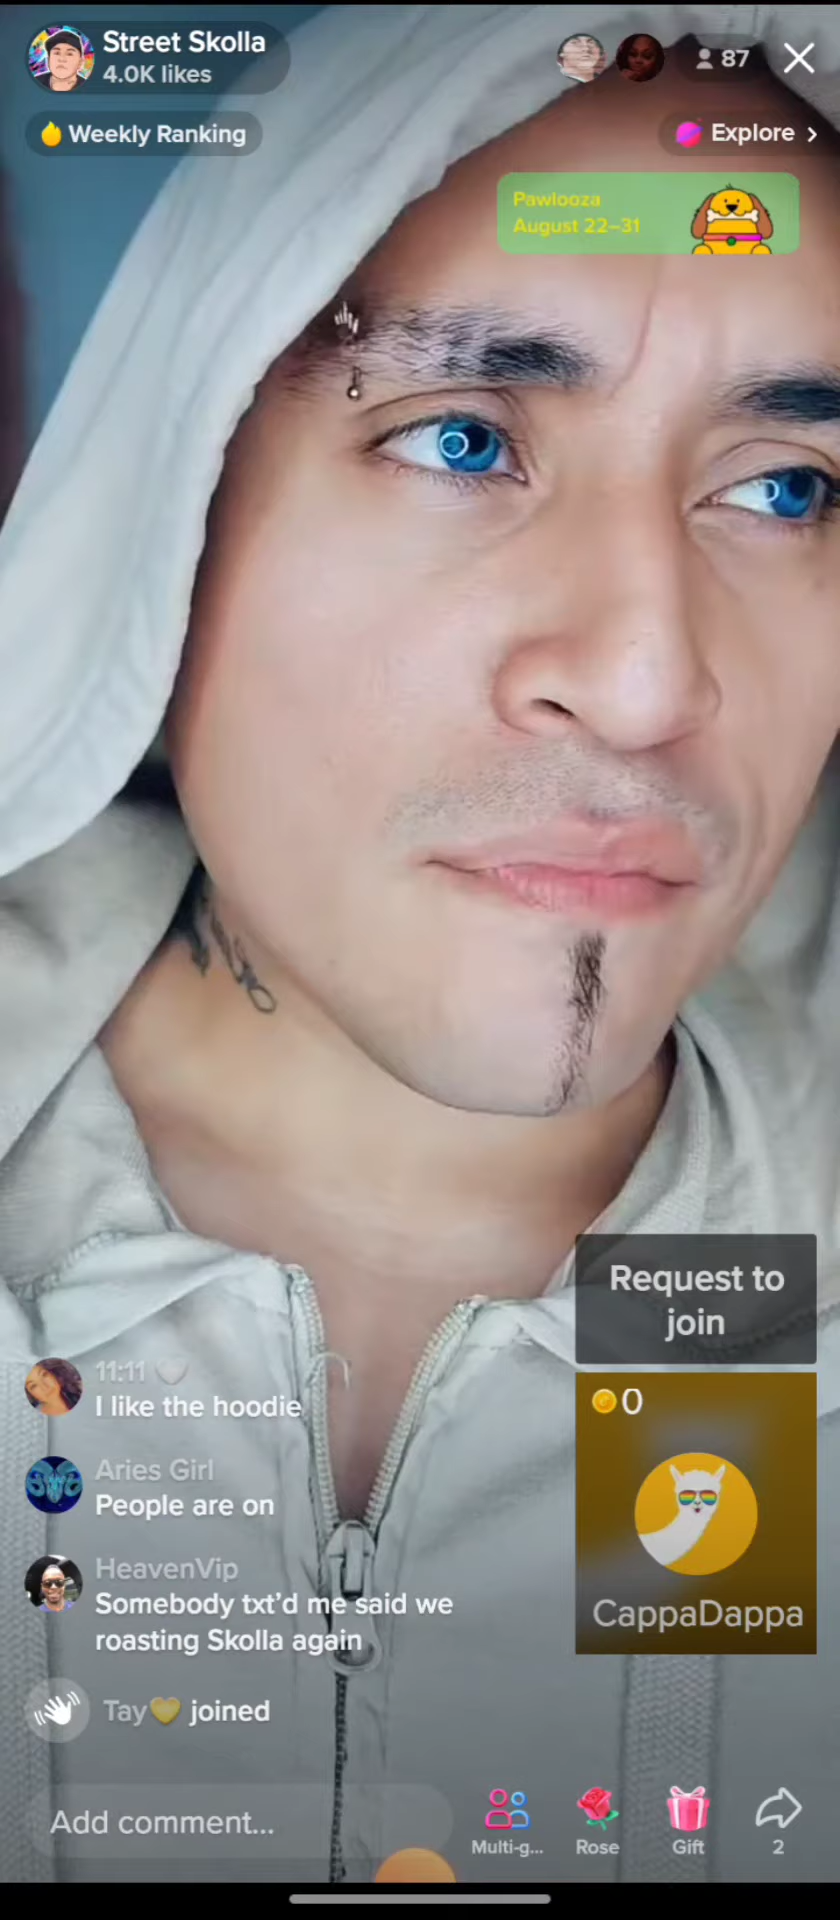 Street Skolla
4.0K likes
87
Weekly Ranking
Explore >
Pawlooza
August 22–31
Request to
join
11:11 🤍
I like the hoodie
0
Aries Girl
People are on
HeavenVip
Somebody txt'd me said we
roasting Skolla again
CappaDappa
Tay💛 joined
Add comment...
Multi-g...
Rose
Gift
2